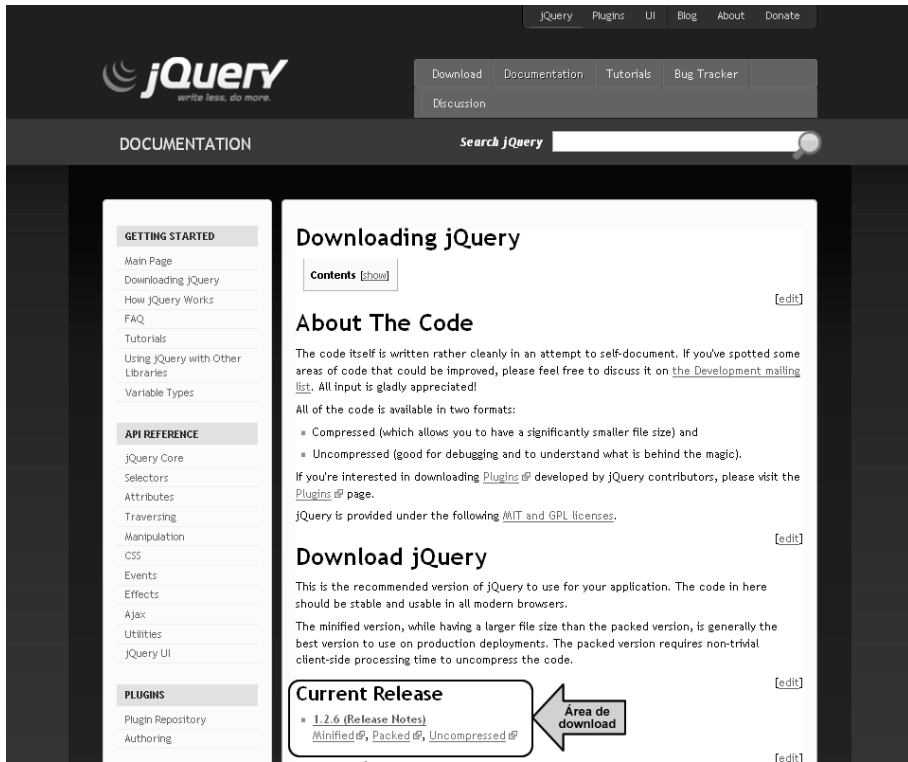 jQuery Plugins UI Blog About Donate
jQuery
write less, do more.
Download Documentation Tutorials Bug Tracker
Discussion
DOCUMENTATION
Search jQuery
GETTING STARTED
Main Page
Downloading jQuery
How jQuery Works
FAQ
Tutorials
Using jQuery with Other
Libraries
Variable Types
API REFERENCE
jQuery Core
Selectors
Attributes
Traversing
Manipulation
CSS
Events
Effects
Ajax
Utilities
jQuery UI
PLUGINS
Plugin Repository
Authoring
Downloading jQuery
Contents [show]
[edit]
About The Code
The code itself is written rather cleanly in an attempt to self-document. If you've spotted some
areas of code that could be improved, please feel free to discuss it on the Development mailing
list. All input is gladly appreciated!
All of the code is available in two formats:
Compressed (which allows you to have a significantly smaller file size) and
Uncompressed (good for debugging and to understand what is behind the magic).
If you're interested in downloading Plugins developed by jQuery contributors, please visit the
Plugins page.
jQuery is provided under the following MIT and GPL licenses.
[edit]
Download jQuery
This is the recommended version of jQuery to use for your application. The code in here
should be stable and usable in all modern browsers.
The minified version, while having a larger file size than the packed version, is generally the
best version to use on production deployments. The packed version requires non-trivial
client-side processing time to uncompress the code.
[edit]
Current Release
1.2.6 (Release Notes)
Minified, Packed, Uncompressed
Área de
download
[edit]